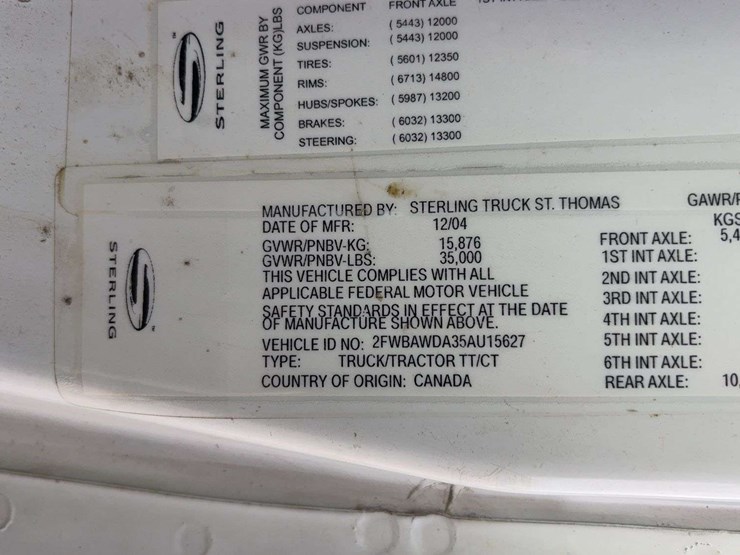 STERLING
MAXIMUM GWR BY
COMPONENT (KG)LBS
COMPONENT FRONT AXLE
AXLES: ( 5443) 12000
SUSPENSION: ( 5443) 12000
TIRES: ( 5601) 12350
RIMS: ( 6713) 14800
HUBS/SPOKES: ( 5987) 13200
BRAKES: ( 6032) 13300
STEERING: ( 6032) 13300
STERLING
MANUFACTURED BY: STERLING TRUCK ST. THOMAS
DATE OF MFR: 12/04
GVWR/PNBV-KG: 15,876
GVWR/PNBV-LBS: 35,000
THIS VEHICLE COMPLIES WITH ALL
APPLICABLE FEDERAL MOTOR VEHICLE
SAFETY STANDARDS IN EFFECT AT THE DATE
OF MANUFACTURE SHOWN ABOVE.
VEHICLE ID NO: 2FWBAWDA35AU15627
TYPE: TRUCK/TRACTOR TT/CT
COUNTRY OF ORIGIN: CANADA
GAWR/
KGS
FRONT AXLE: 5,4
1ST INT AXLE:
2ND INT AXLE:
3RD INT AXLE:
4TH INT AXLE:
5TH INT AXLE:
6TH INT AXLE:
REAR AXLE: 10,